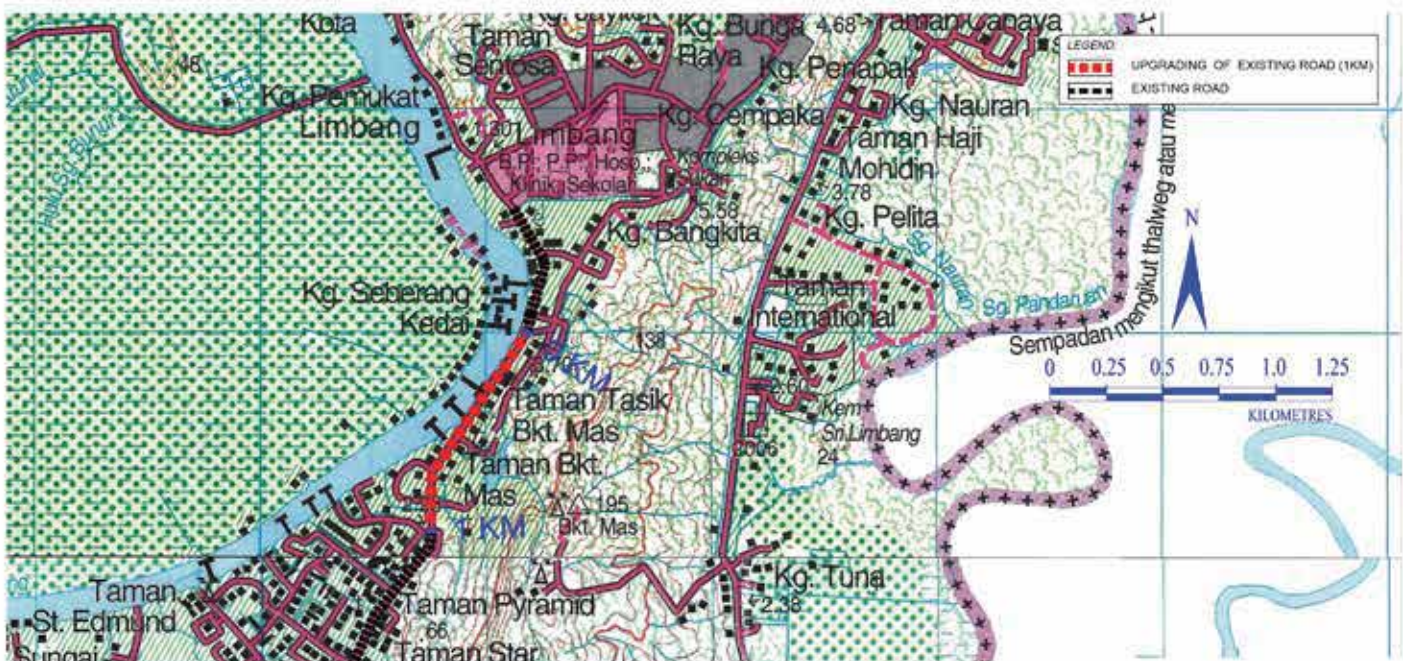 Kota
Taman
Sentosa
Kg. Bunga
Raya
4.68
Taman Cahaya
LEGEND:
UPGRADING OF EXISTING ROAD (1KM)
EXISTING ROAD
48
Kg. Penapak
Kg. Pemukat
Limbang
Limbang
Kg. Cempaka
Kg. Nauran
Taman Haji
Mohidin
3.78
Kompleks
Sukan
Klinik Sekolah
5.58
Kg. Bangkita
Kg. Pelita
Sg. Nauran
Sg. Pandaruan
Sempadan mengikut thalweg atau me
N
Kg. Seberang
Kedai
Taman
International
138
0 0.25 0.5 0.75 1.0 1.25
KILOMETRES
KM
Taman Tasik
Bkt. Mas
2.60
Kem
Sri Limbang
24
Taman Bkt.
Mas
195
Bkt. Mas
1 KM
Kg. Tuna
2.38
Taman
St. Edmund
Taman Pyramid
66
Taman Star
Sungai